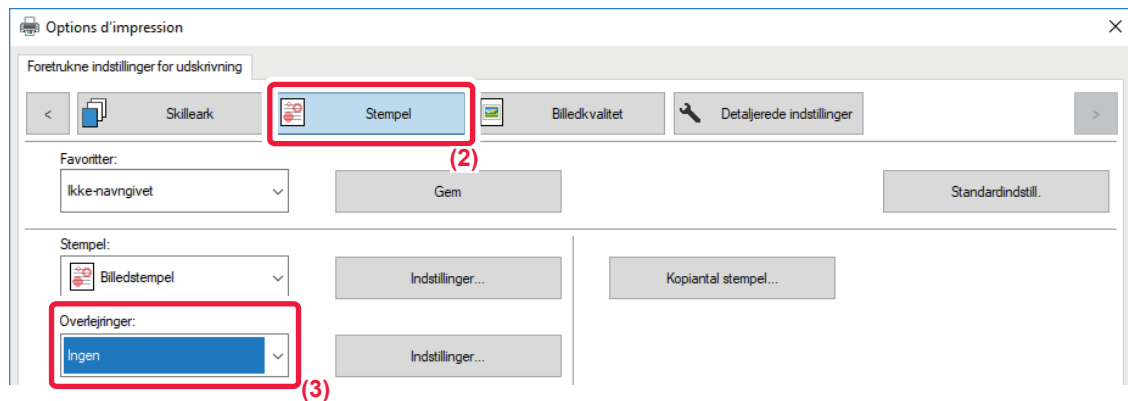 Options d'impression
Foretrukne indstillinger for udskrivning
< Skilleark Stempel Billedkvalitet Detaljerede indstillinger >
(2)
Favoritter:
Ikke-navngivet Gem Standardindstill.
Stempel:
Billedstempel Indstillinger... Kopiantal stempel...
Overlejringer:
Ingen Indstillinger...
(3)